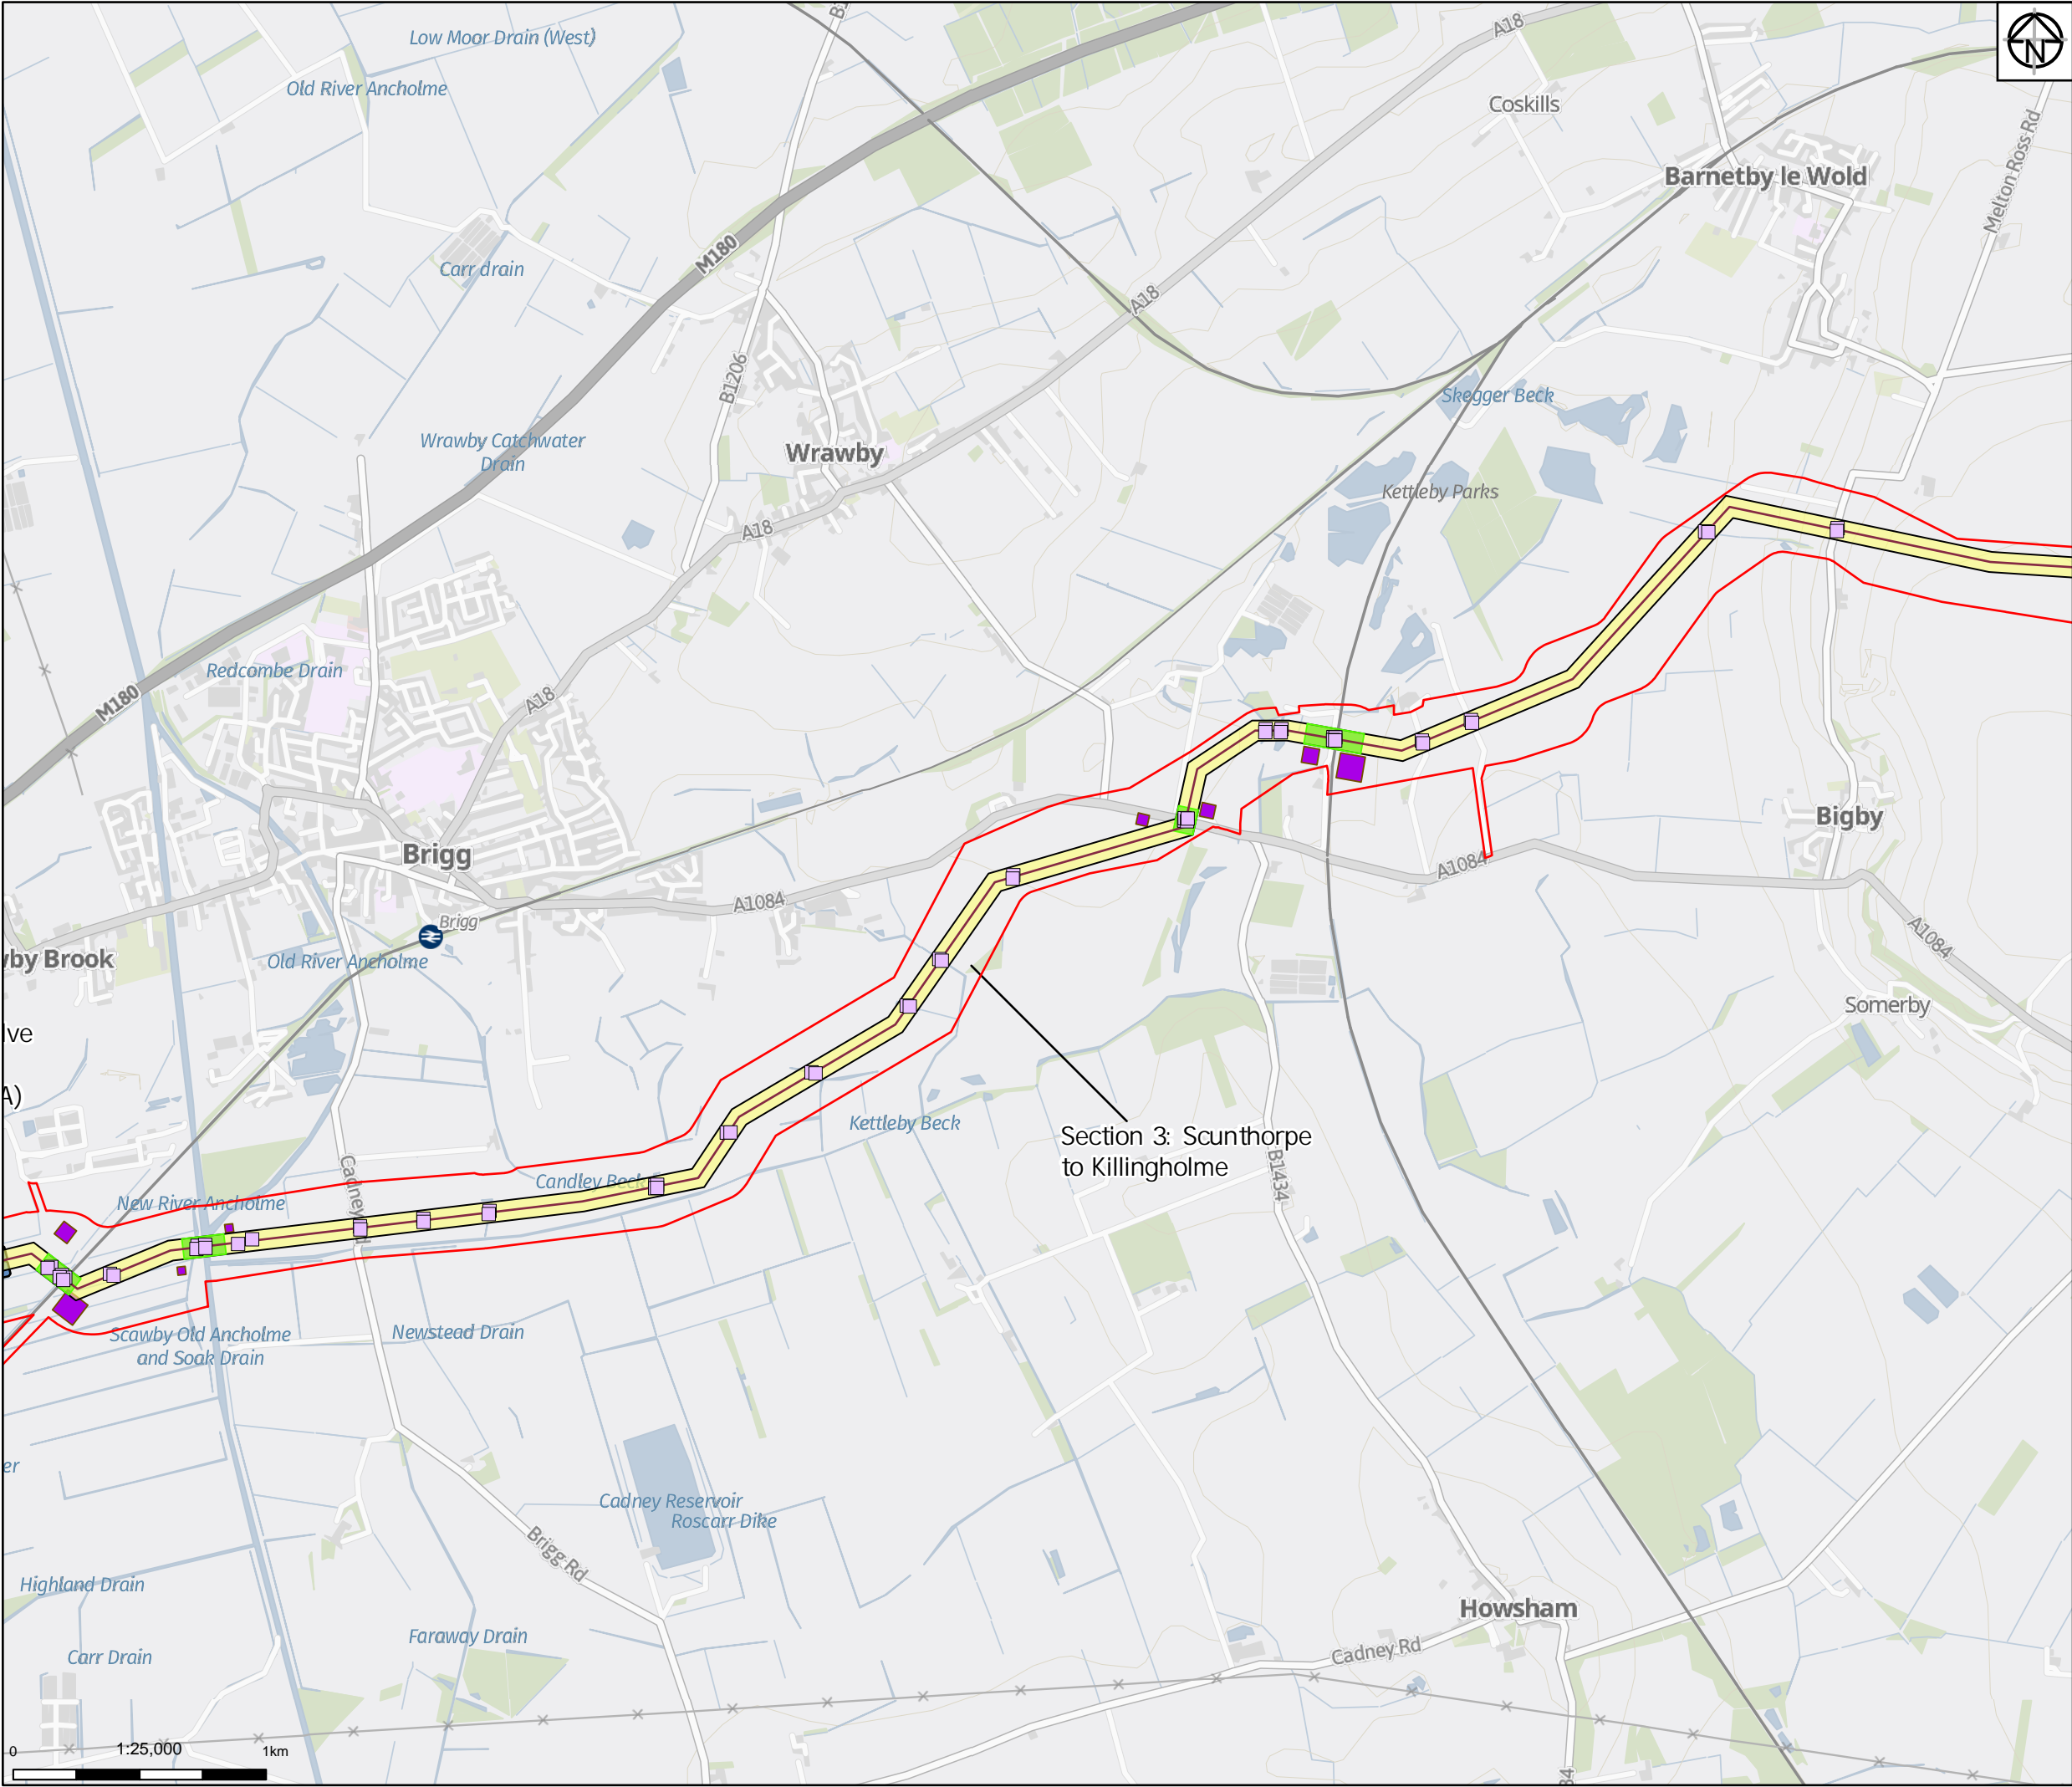 Low Moor Drain (West)
A18
N
Old River Ancholme
Coskills
Melton Ross Rd
Barnetby le Wold
M180
Carr drain
A18
B1206
Skegger Beck
Wrawby Catchwater
Drain
Wrawby
Kettleby Parks
A18
Redcombe Drain
M180
A18
Bigby
Brigg
A1084
A1084
Brigg
A1084
Old River Ancholme
Somerby
A)
Kettleby Beck
Section 3: Scunthorpe
to Killingholme
B1434
Candley Beck
New River Ancholme
Scawby Old Ancholme
and Soak Drain
Newstead Drain
Cadney Reservoir
Roscarr Dike
Brigg Rd
Highland Drain
Howsham
Faraway Drain
Cadney Rd
Carr Drain
0 1:25,000 1km